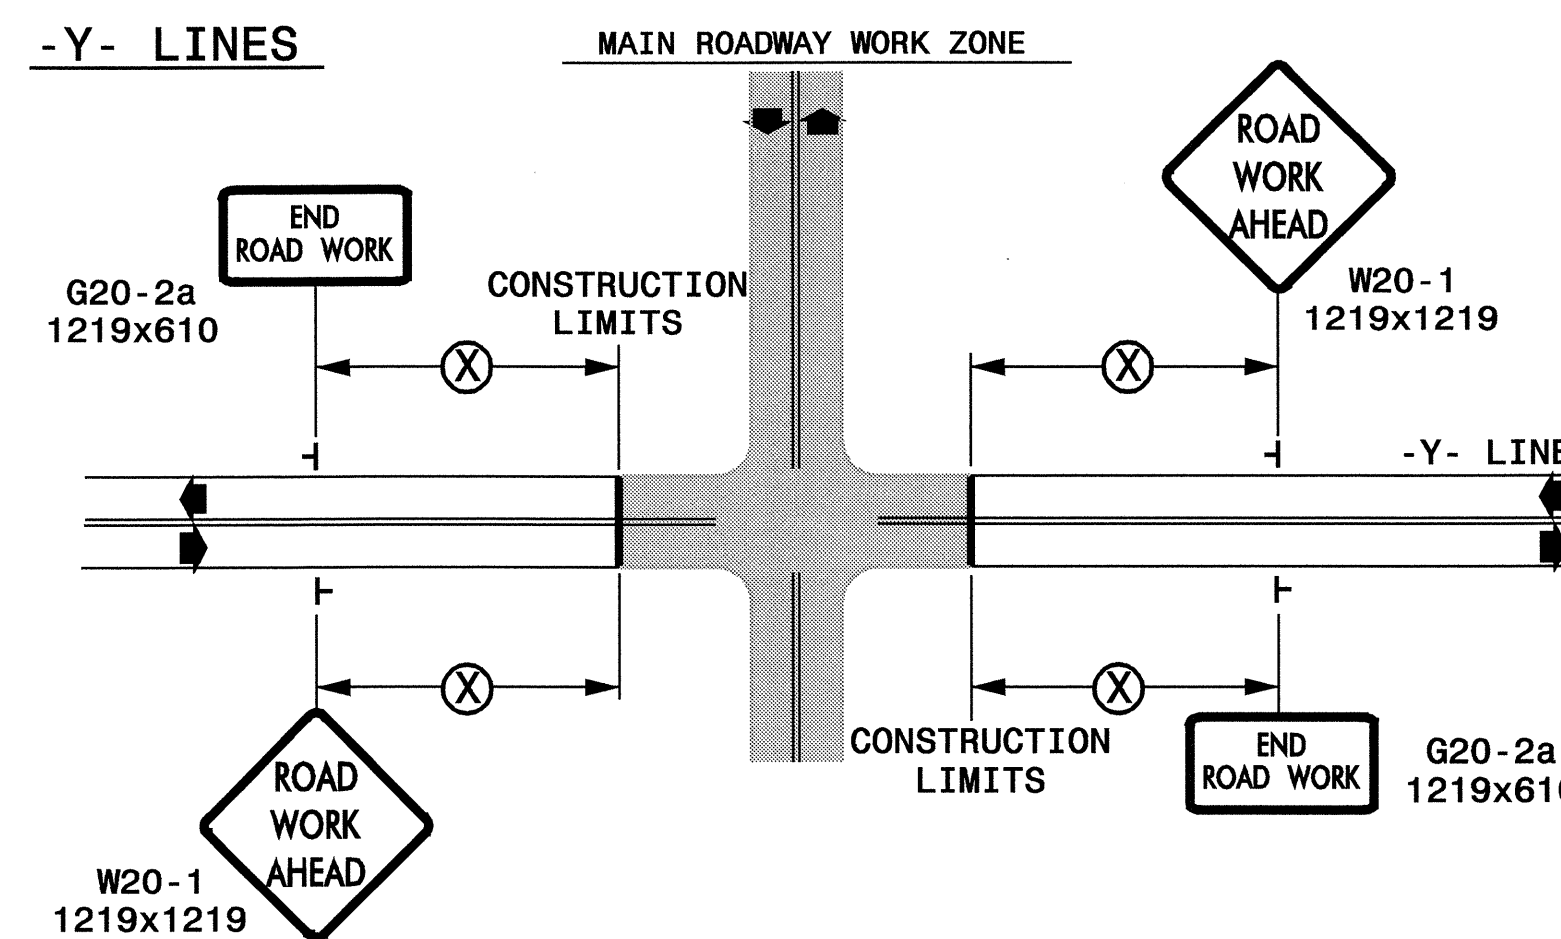 -Y- LINES
MAIN ROADWAY WORK ZONE
ROAD
WORK
AHEAD
END
ROAD WORK
G20-2a
1219x610
CONSTRUCTION
LIMITS
W20-1
1219x1219
X
X
-Y- LINE
X
X
CONSTRUCTION
LIMITS
END
ROAD WORK
G20-2a
1219x610
ROAD
WORK
AHEAD
W20-1
1219x1219